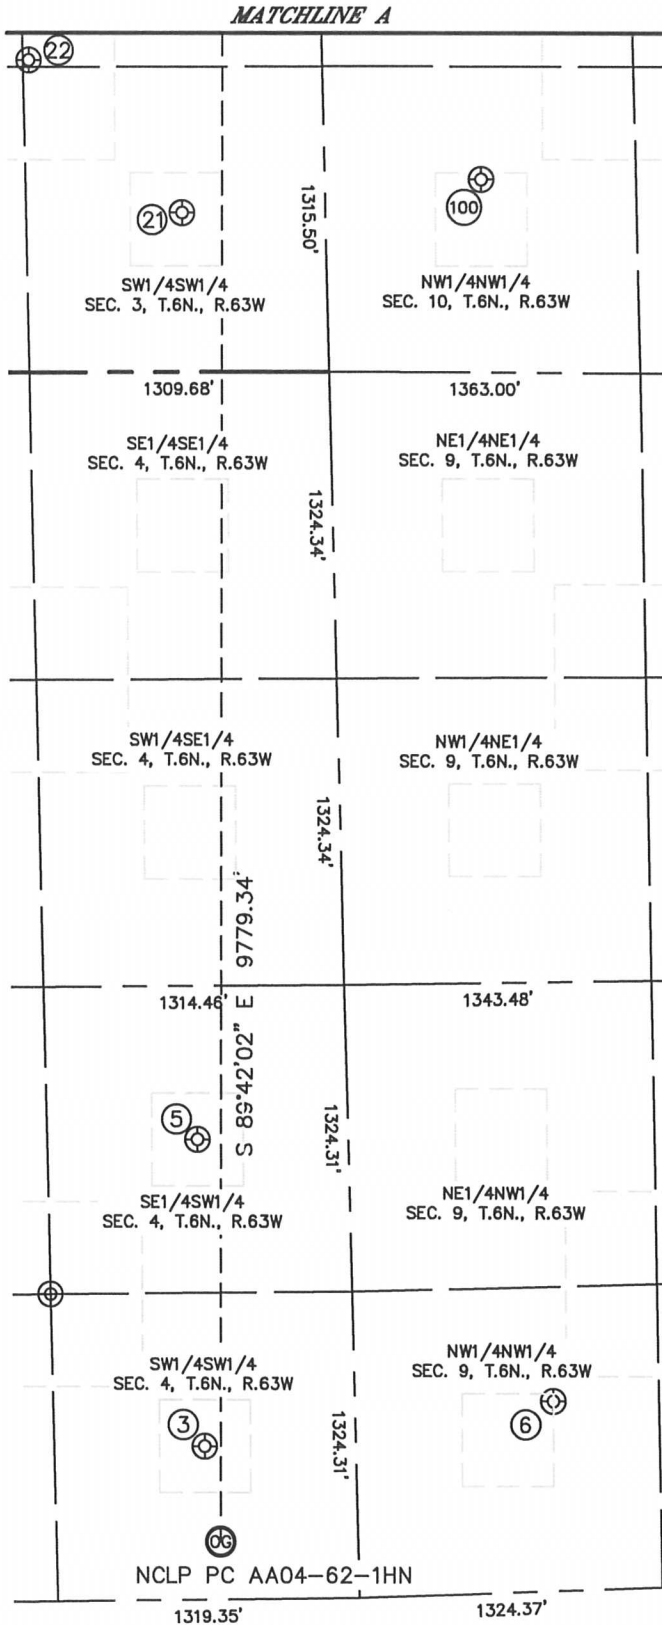 MATCHLINE A
22
21
100
1315.50'
SW1/4SW1/4
SEC. 3, T.6N., R.63W
NW1/4NW1/4
SEC. 10, T.6N., R.63W
1309.68'
1363.00'
SE1/4SE1/4
SEC. 4, T.6N., R.63W
NE1/4NE1/4
SEC. 9, T.6N., R.63W
1324.34'
SW1/4SE1/4
SEC. 4, T.6N., R.63W
NW1/4NE1/4
SEC. 9, T.6N., R.63W
1324.34'
S 89°42'02" E 9779.34'
1314.46'
1343.48'
5
1324.31'
SE1/4SW1/4
SEC. 4, T.6N., R.63W
NE1/4NW1/4
SEC. 9, T.6N., R.63W
SW1/4SW1/4
SEC. 4, T.6N., R.63W
NW1/4NW1/4
SEC. 9, T.6N., R.63W
3
6
1324.31'
OG
NCLP PC AA04-62-1HN
1319.35'
1324.37'